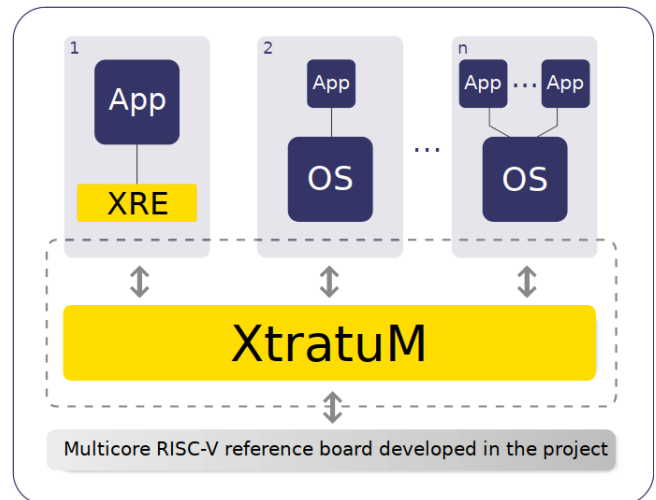 1
App
XRE
2
App
OS
...
n
App ... App
OS
XtratuM
Multicore RISC-V reference board developed in the project